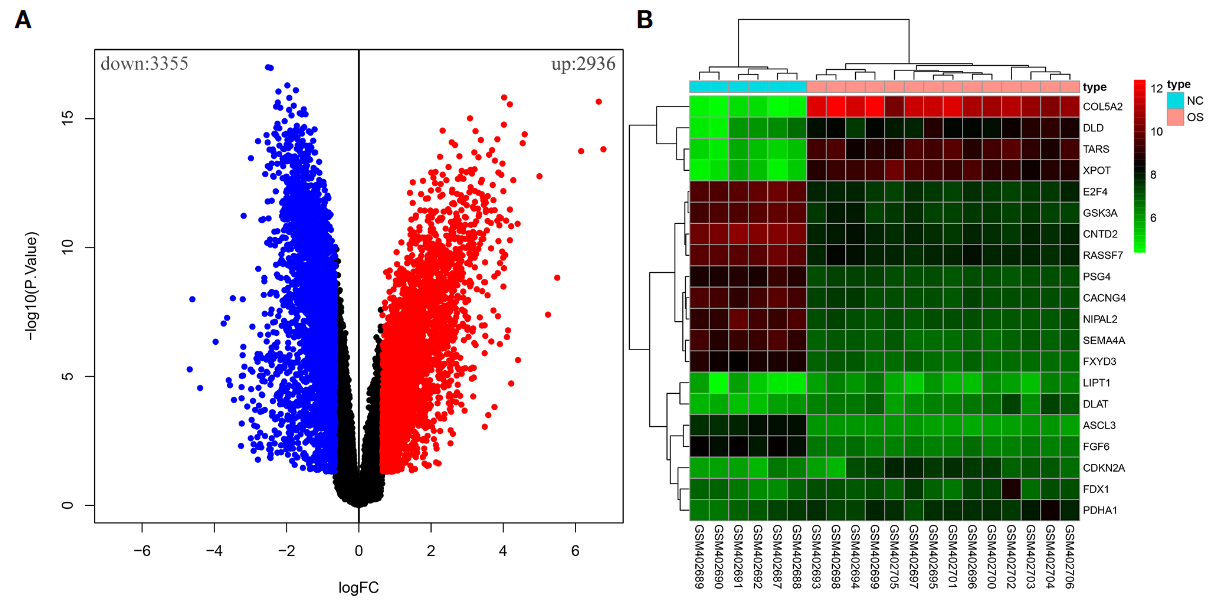 A
down:3355
up:2936
−log10(P.Value)
15
10
5
0
−6
−4
−2
0
2
4
6
logFC
B
type
COL5A2
DLD
TARS
XPOT
E2F4
GSK3A
CNTD2
RASSF7
PSG4
CACNG4
NIPAL2
SEMA4A
FXYD3
LIPT1
DLAT
ASCL3
FGF6
CDKN2A
FDX1
PDHA1
GSM402689
GSM402690
GSM402691
GSM402692
GSM402687
GSM402688
GSM402693
GSM402698
GSM402694
GSM402699
GSM402705
GSM402697
GSM402695
GSM402701
GSM402696
GSM402700
GSM402702
GSM402703
GSM402704
GSM402706
12
10
8
6
type
NC
OS